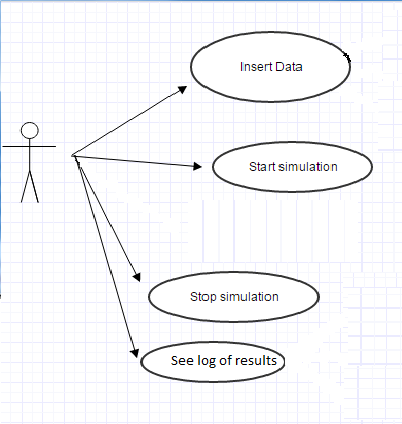 Insert Data
Start simulation
Stop simulation
See log of results